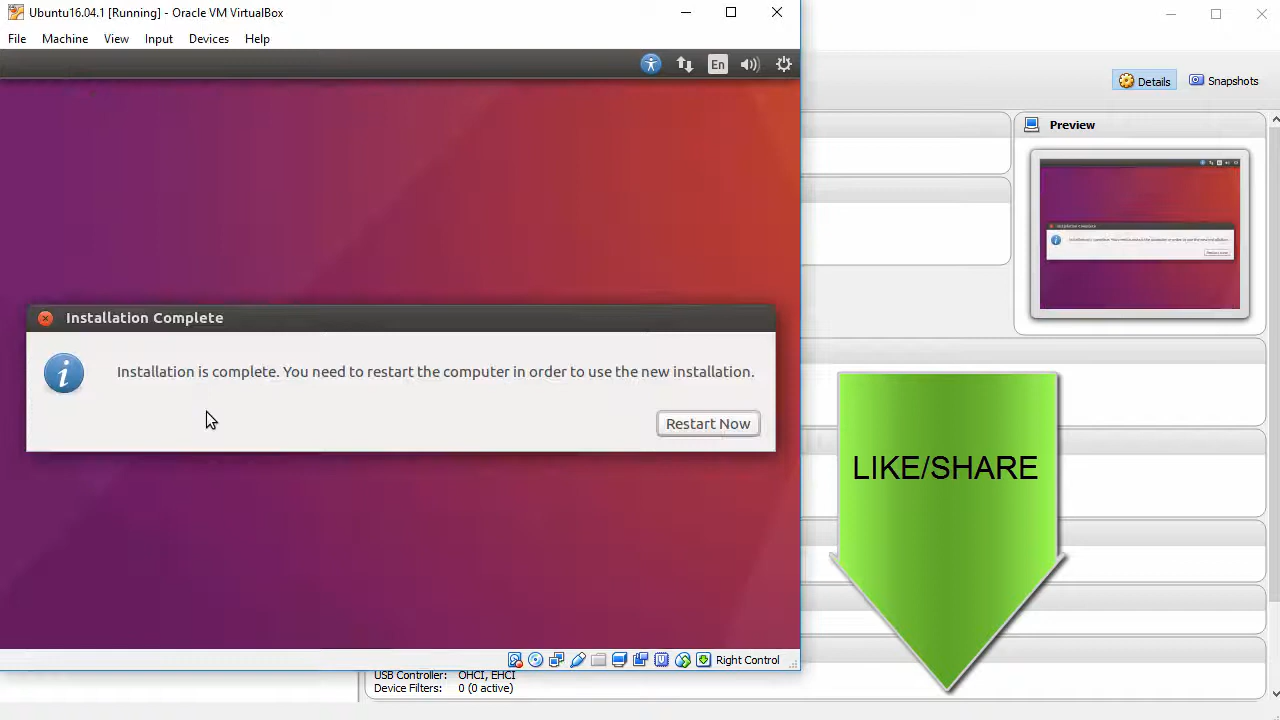 Ubuntu16.04.1 [Running] - Oracle VM VirtualBox
File Machine View Input Devices Help
En
Details Snapshots
Preview
Installation Complete
Installation is complete. You need to restart the computer in order to use the new installation.
Restart Now
LIKE/SHARE
Right Control
USB Controller: OHCI, EHCI
Device Filters: 0 (0 active)